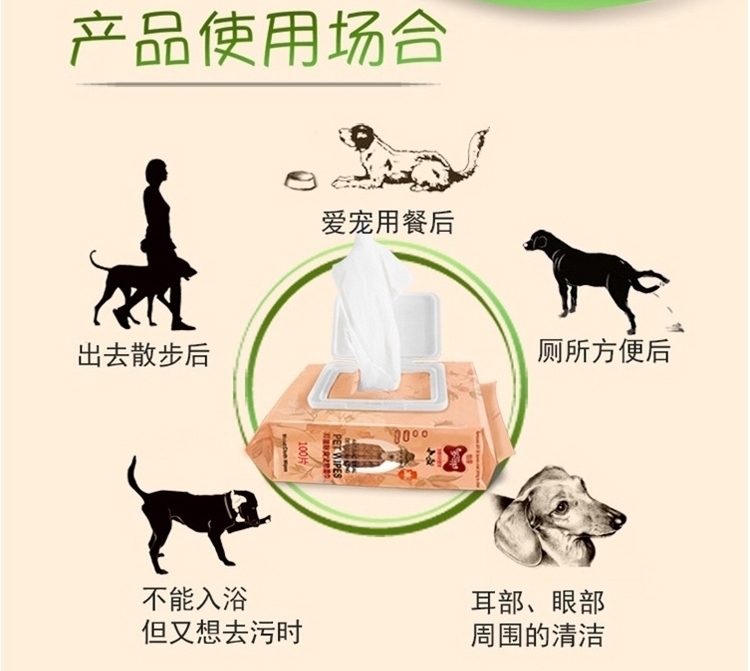 产品使用场合
爱宠用餐后
出去散步后
厕所方便后
PET WIPES
100片
不能入浴
但又想去污时
耳部、眼部
周围的清洁